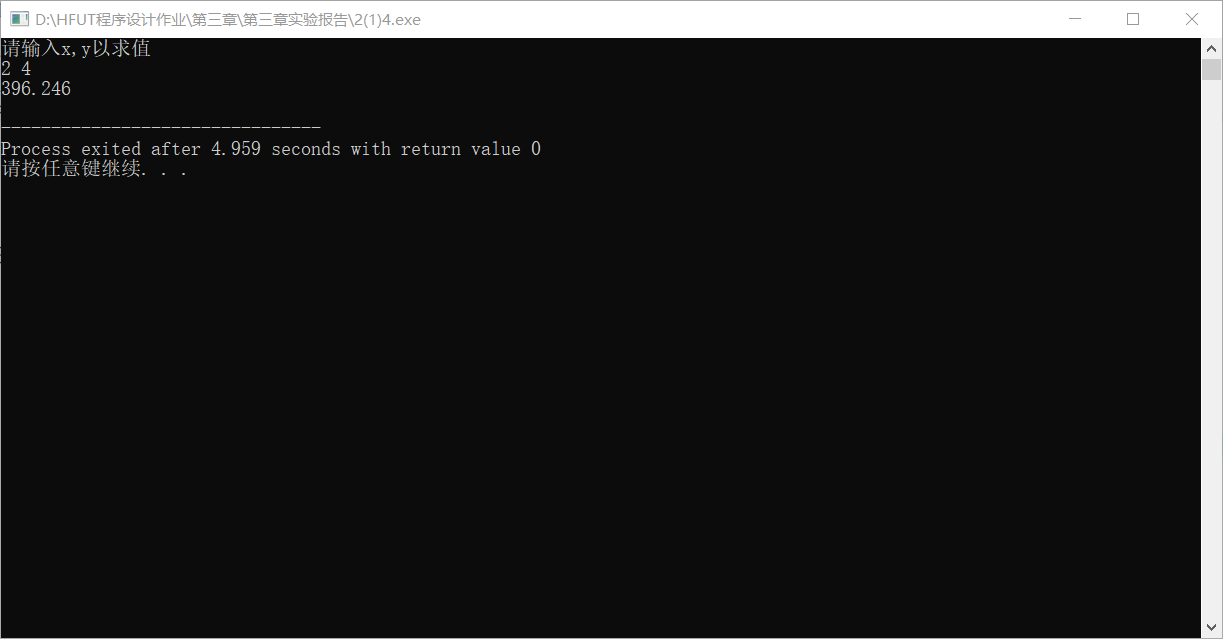 D:\HFUT程序设计作业\第三章\第三章实验报告\2(1)4.exe
请输入x,y以求值
2 4
396.246
--------------------------------
Process exited after 4.959 seconds with return value 0
请按任意键继续. . .